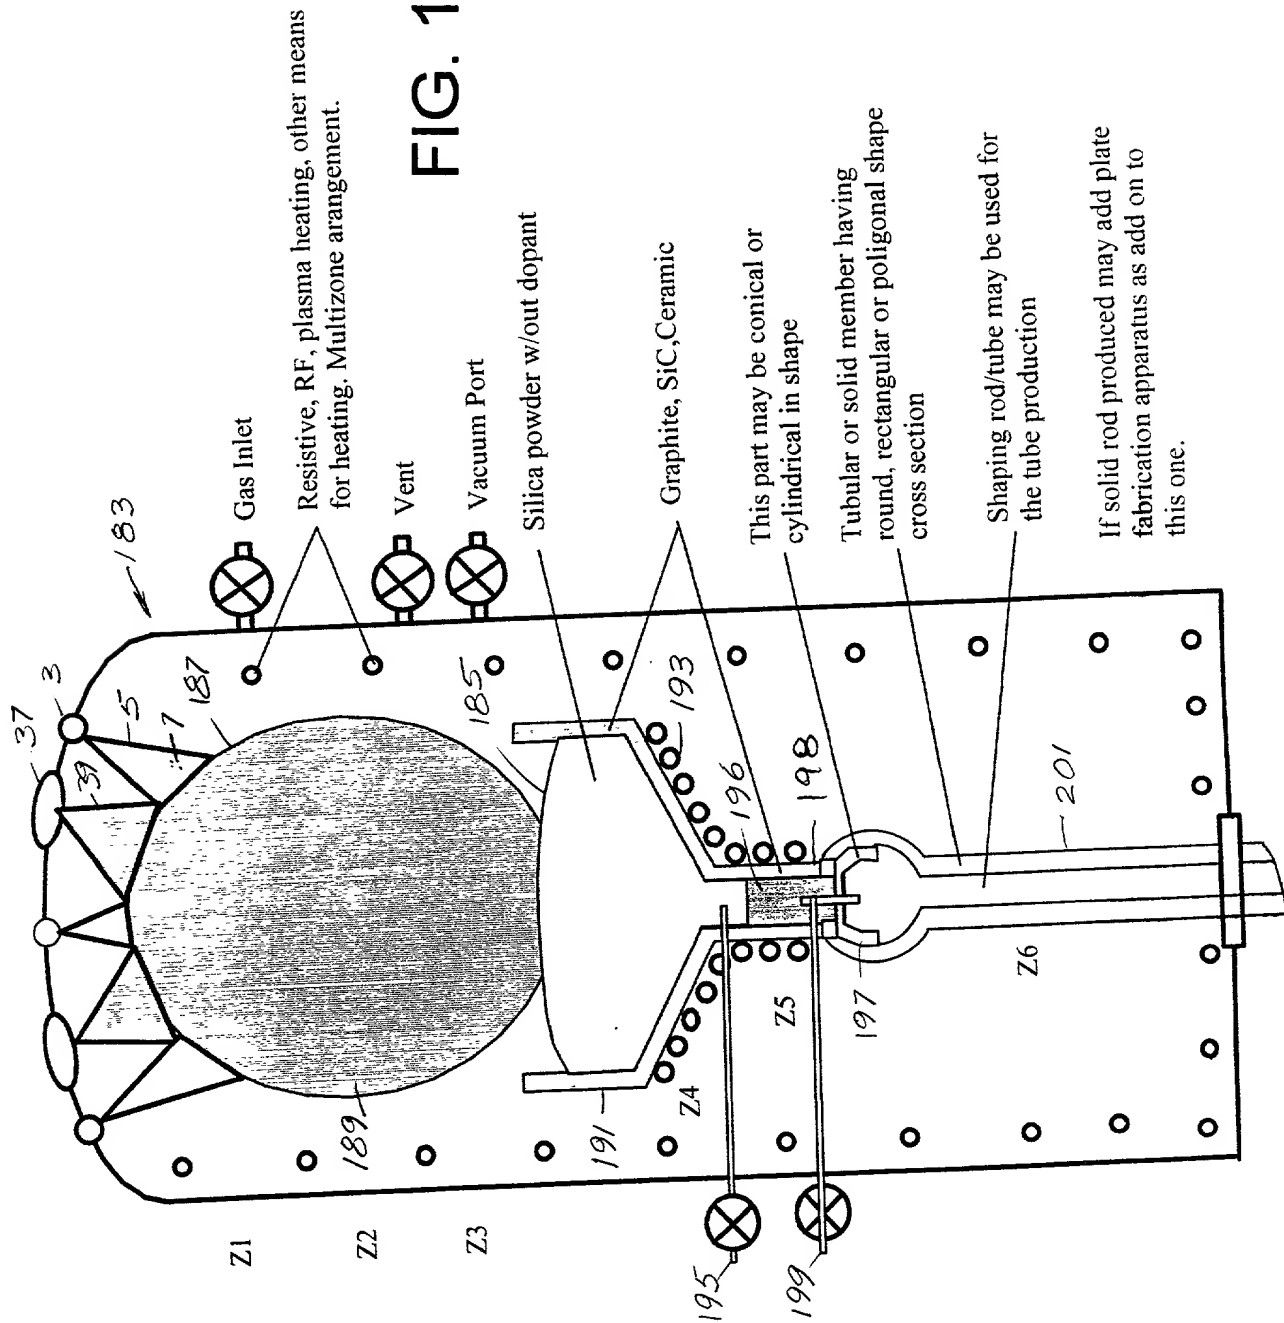 FIG. 1
183
37
3
5
7
39
187
185
189
191
193
196
198
197
195
199
201
Gas Inlet
Resistive, RF, plasma heating, other means
for heating. Multizone arangement.
Vent
Vacuum Port
Silica powder w/out dopant
Graphite, SiC,Ceramic
This part may be conical or
cylindrical in shape
Tubular or solid member having
round, rectangular or poligonal shape
cross section
Shaping rod/tube may be used for
the tube production
If solid rod produced may add plate
fabrication apparatus as add on to
this one.
Z1
Z2
Z3
Z4
Z5
Z6